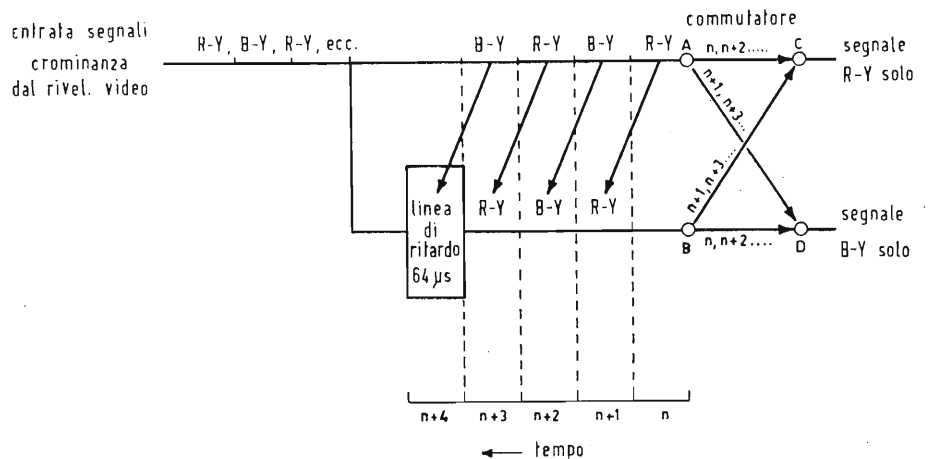 entrata segnali
crominanza
dal rivel. video
R-Y, B-Y, R-Y, ecc.
B-Y R-Y B-Y R-Y
commutatore
A n, n+2..... C
segnale
R-Y solo
n+1, n+3...
n+1, n+3....
R-Y B-Y R-Y
linea
di
ritardo
64 µs
B n, n+2.... D
segnale
B-Y solo
n+4 n+3 n+2 n+1 n
tempo